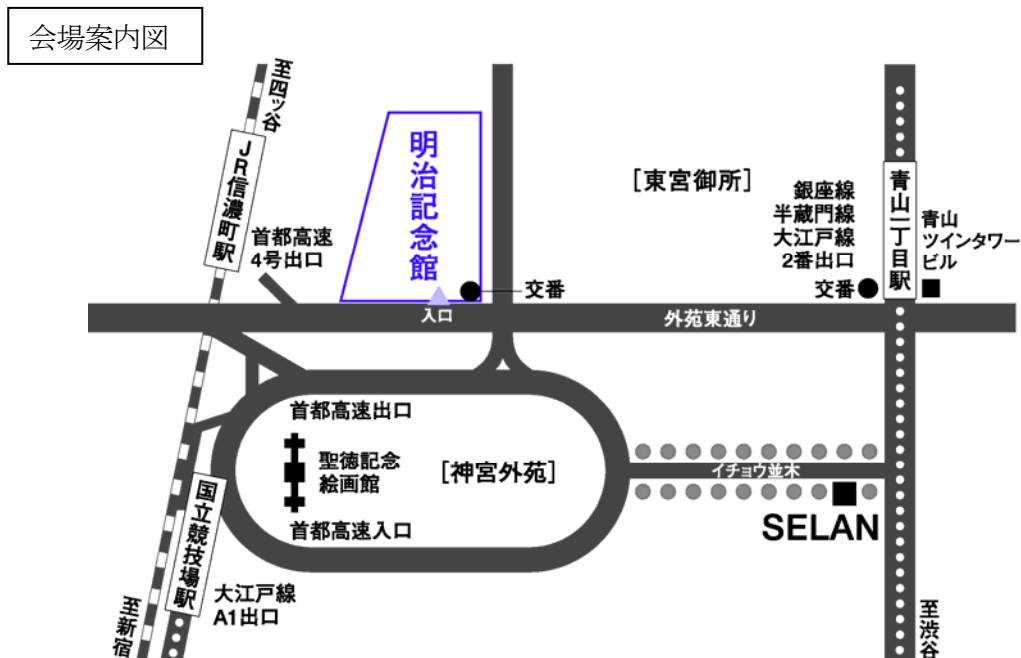 会場案内図
至四ッ谷
JR信濃町駅
首都高速
4号出口
明治記念館
入口
交番
[東宮御所]
銀座線
半蔵門線
大江戸線
2番出口
交番
青山一丁目駅
青山
ツインタワー
ビル
外苑東通り
首都高速出口
聖徳記念
絵画館
首都高速入口
[神宮外苑]
イチョウ並木
SELAN
国立競技場駅
大江戸線
A1出口
至新宿
至渋谷